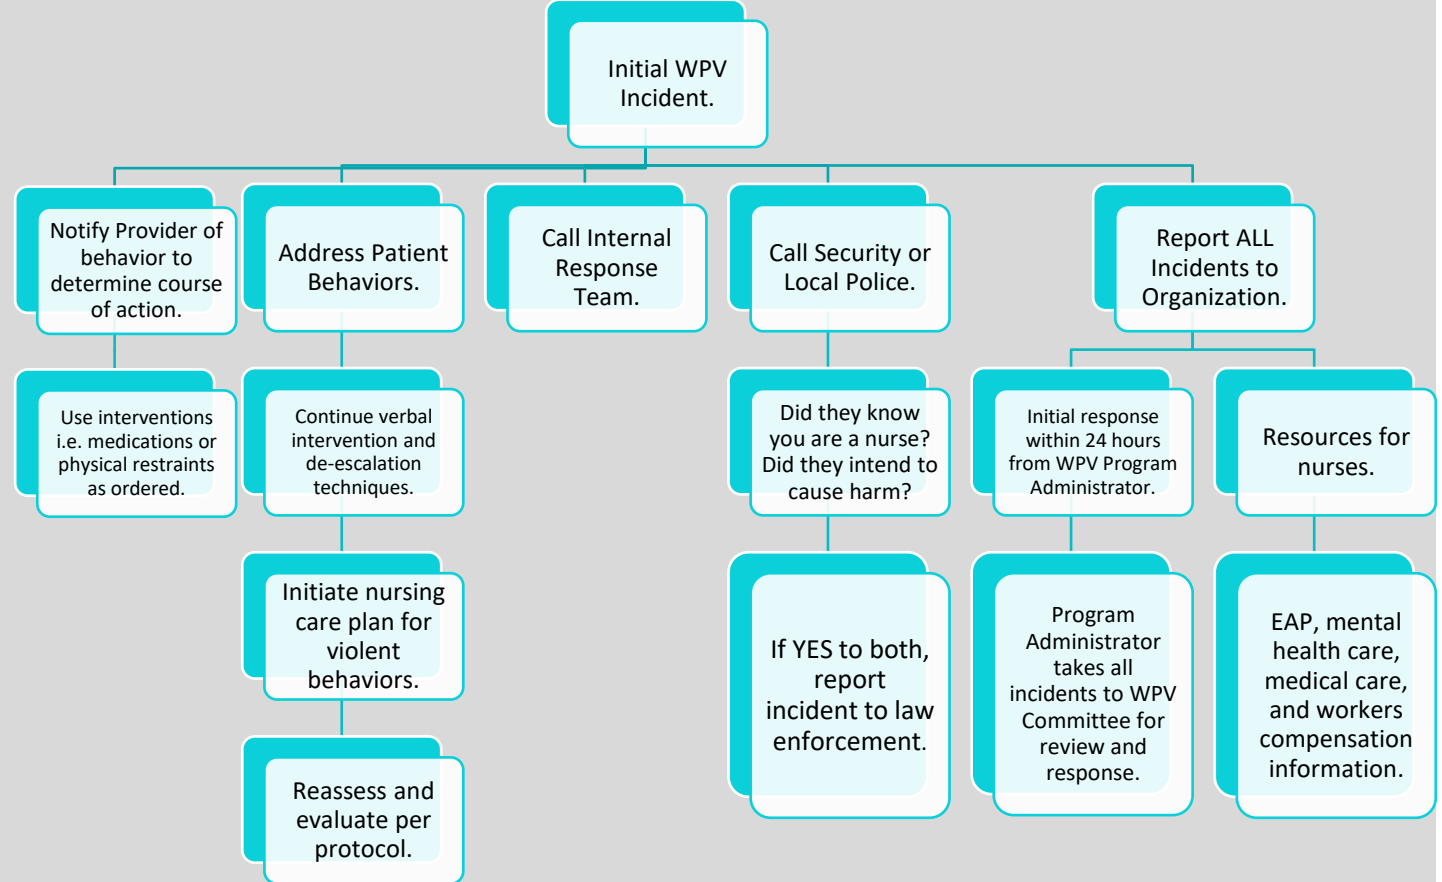 Initial WPV
Incident.
Notify Provider of
behavior to
determine course
of action.
Address Patient
Behaviors.
Call Internal
Response
Team.
Call Security or
Local Police.
Report ALL
Incidents to
Organization.
Use interventions
i.e. medications or
physical restraints
as ordered.
Continue verbal
intervention and
de-escalation
techniques.
Did they know
you are a nurse?
Did they intend to
cause harm?
Initial response
within 24 hours
from WPV Program
Administrator.
Resources for
nurses.
Initiate nursing
care plan for
violent
behaviors.
If YES to both,
report
incident to law
enforcement.
Program
Administrator
takes all
incidents to WPV
Committee for
review and
response.
EAP, mental
health care,
medical care,
and workers
compensation
information.
Reassess and
evaluate per
protocol.